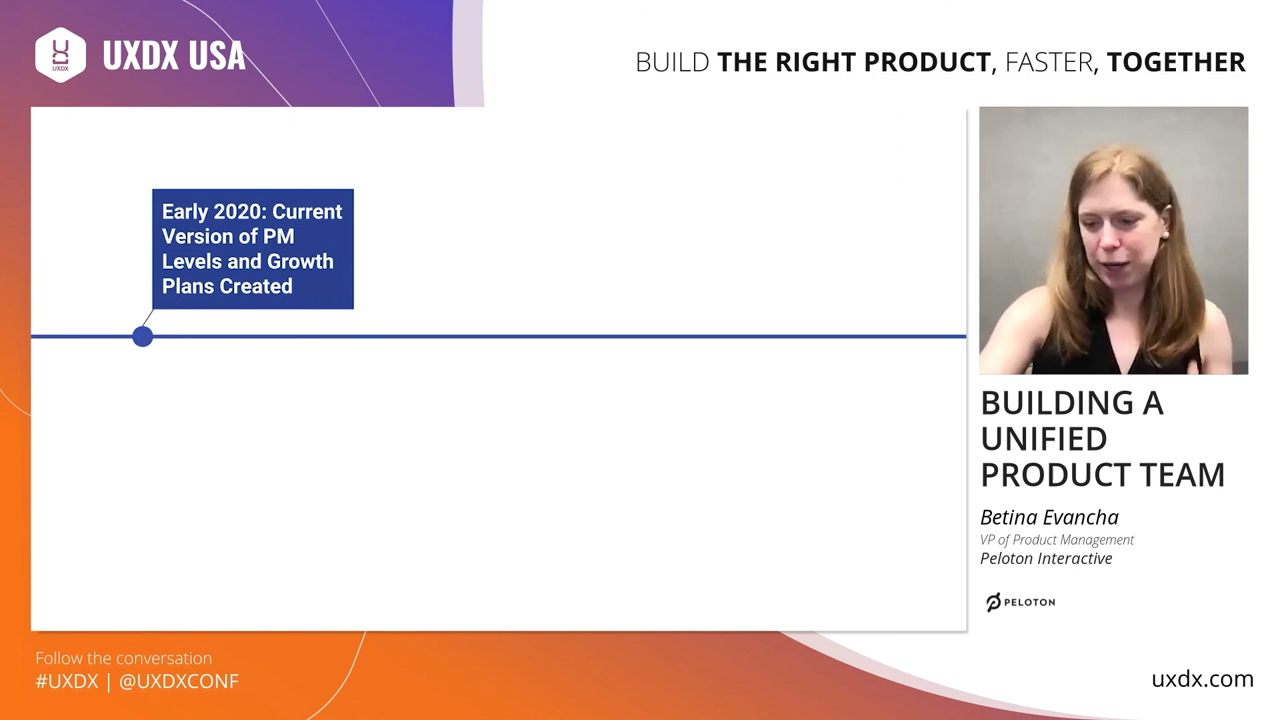 UXDX
UXDX USA
BUILD THE RIGHT PRODUCT, FASTER, TOGETHER
Early 2020: Current
Version of PM
Levels and Growth
Plans Created
BUILDING A
UNIFIED
PRODUCT TEAM
Betina Evancha
VP of Product Management
Peloton Interactive
PELOTON
Follow the conversation
#UXDX | @UXDXCONF
uxdx.com